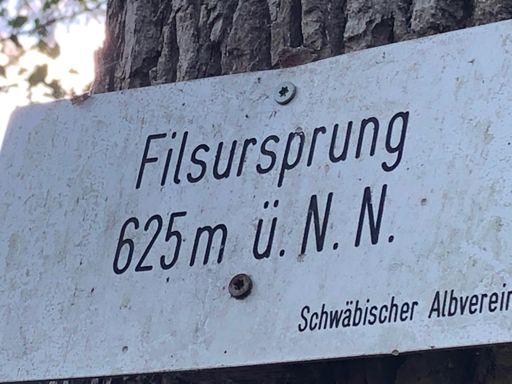 Filsursprung
625m ü. N. N.
Schwäbischer Albverein